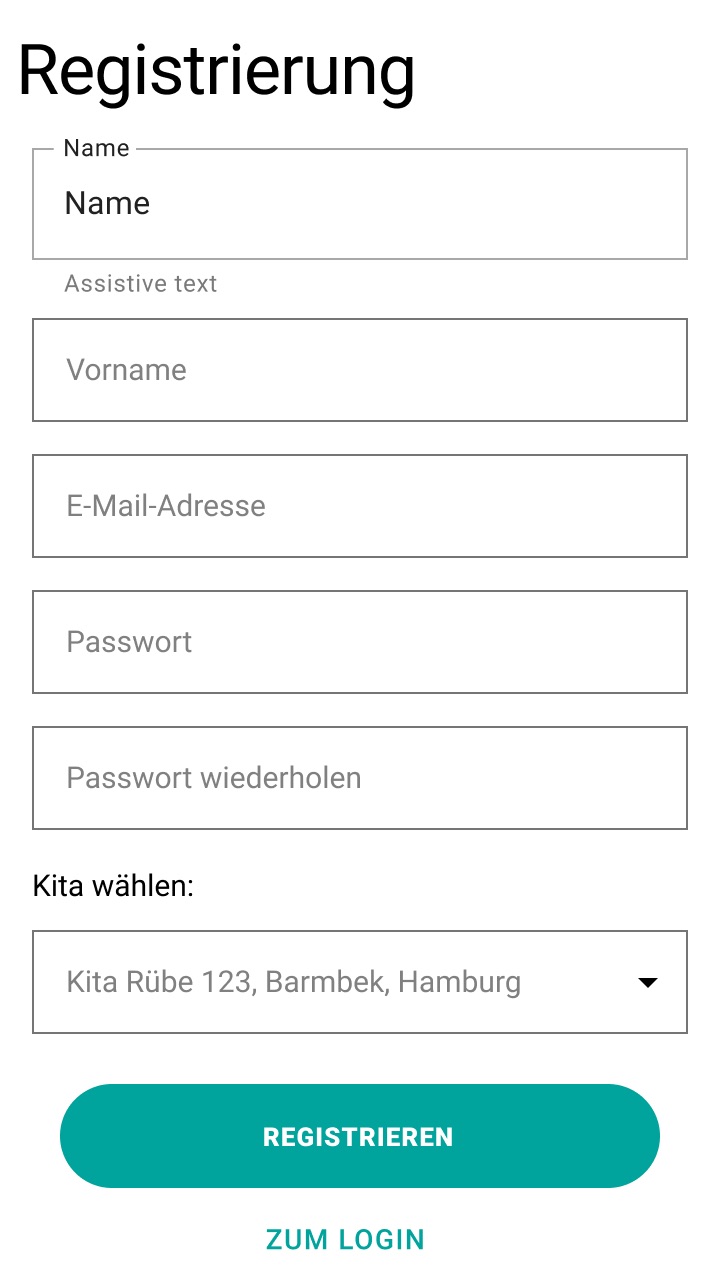 Registrierung
Name
Name
Assistive text
Vorname
E-Mail-Adresse
Passwort
Passwort wiederholen
Kita wählen:
Kita Rübe 123, Barmbek, Hamburg
REGISTRIEREN
ZUM LOGIN